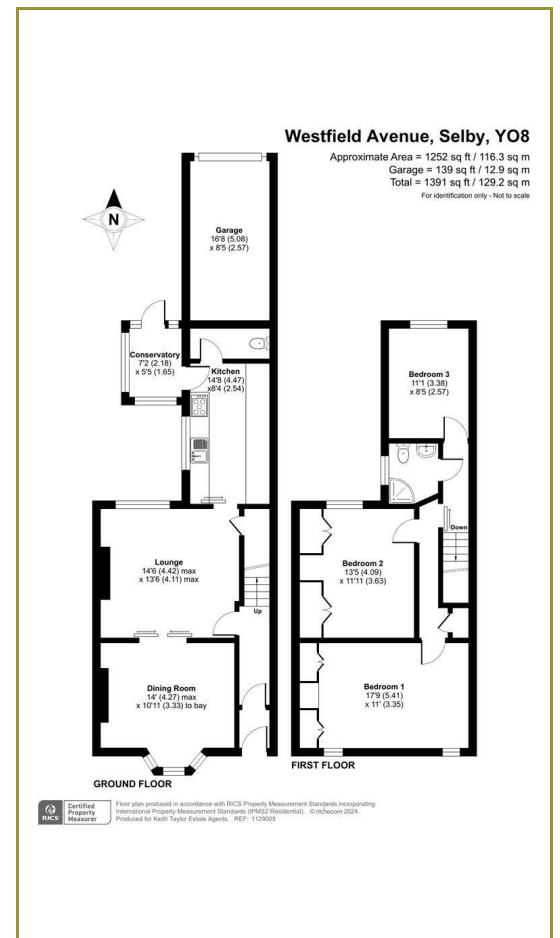 Westfield Avenue, Selby, YO8
Approximate Area = 1252 sq ft / 116.3 sq m
Garage = 139 sq ft / 12.9 sq m
Total = 1391 sq ft / 129.2 sq m
For identification only - Not to scale
N
Garage
16'8 (5.08)
x 8'5 (2.57)
Conservatory
7'2 (2.18)
x 5'5 (1.65)
Kitchen
14'8 (4.47)
x8'4 (2.54)
Lounge
14'6 (4.42) max
x 13'6 (4.11) max
Up
Dining Room
14' (4.27) max
x 10'11 (3.33) to bay
GROUND FLOOR
Bedroom 3
11'1 (3.38)
x 8'5 (2.57)
Down
Bedroom 2
13'5 (4.09)
x 11'11 (3.63)
Bedroom 1
17'9 (5.41)
x 11' (3.35)
FIRST FLOOR
RICS
Certified
Property
Measurer
Floor plan produced in accordance with RICS Property Measurement Standards incorporating
International Property Measurement Standards (IPMS2 Residential). © nichecom 2024.
Produced for Keith Taylor Estate Agents. REF: 1129005